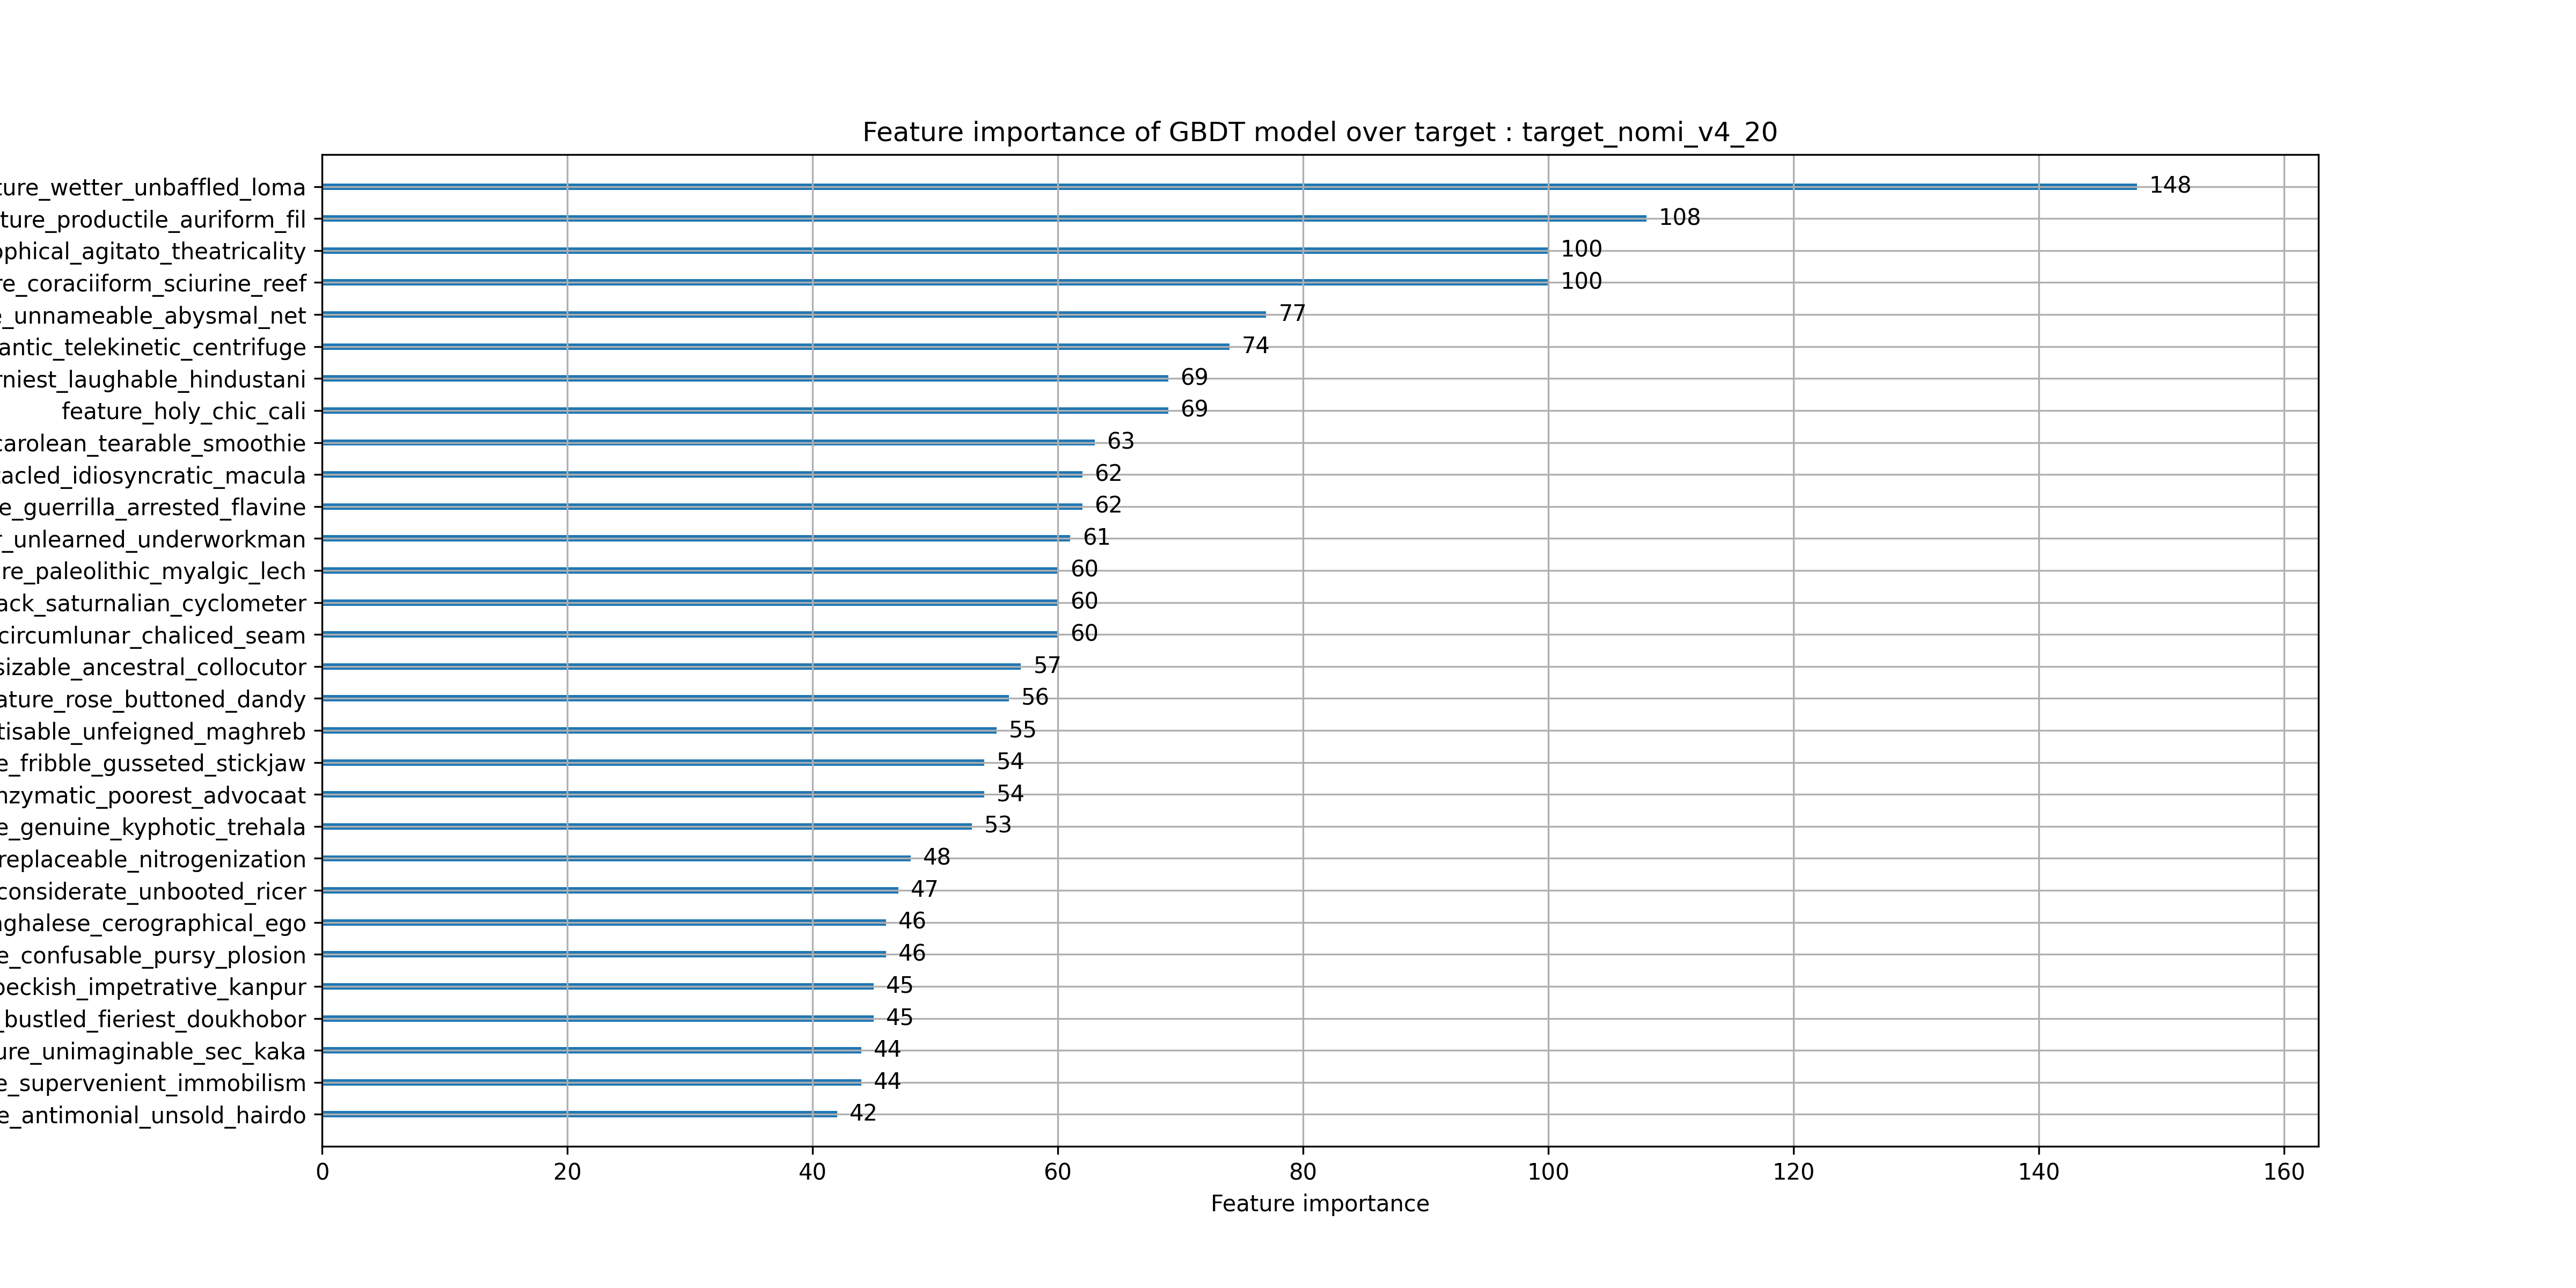 Feature importance of GBDT model over target : target_nomi_v4_20
ture_wetter_unbaffled_loma 148
ture_productile_auriform_fil 108
ophical_agitato_theatricality 100
re_coraciiform_sciurine_reef 100
e_unnameable_abysmal_net 77
antic_telekinetic_centrifuge 74
rniest_laughable_hindustani 69
feature_holy_chic_cali 69
carolean_tearable_smoothie 63
acled_idiosyncratic_macula 62
e_guerrilla_arrested_flavine 62
r_unlearned_underworkman 61
re_paleolithic_myalgic_lech 60
ack_saturnalian_cyclometer 60
circumlunar_chaliced_seam 60
sizable_ancestral_collocutor 57
ature_rose_buttoned_dandy 56
tisable_unfeigned_maghreb 55
e_fribble_gusseted_stickjaw 54
nzymatic_poorest_advocaat 54
e_genuine_kyphotic_trehala 53
replaceable_nitrogenization 48
considerate_unbooted_ricer 47
ghalese_cerographical_ego 46
e_confusable_pursy_plosion 46
peckish_impetrative_kanpur 45
_bustled_fieriest_doukhobor 45
ure_unimaginable_sec_kaka 44
e_supervenient_immobilism 44
e_antimonial_unsold_hairdo 42
0 20 40 60 80 100 120 140 160
Feature importance